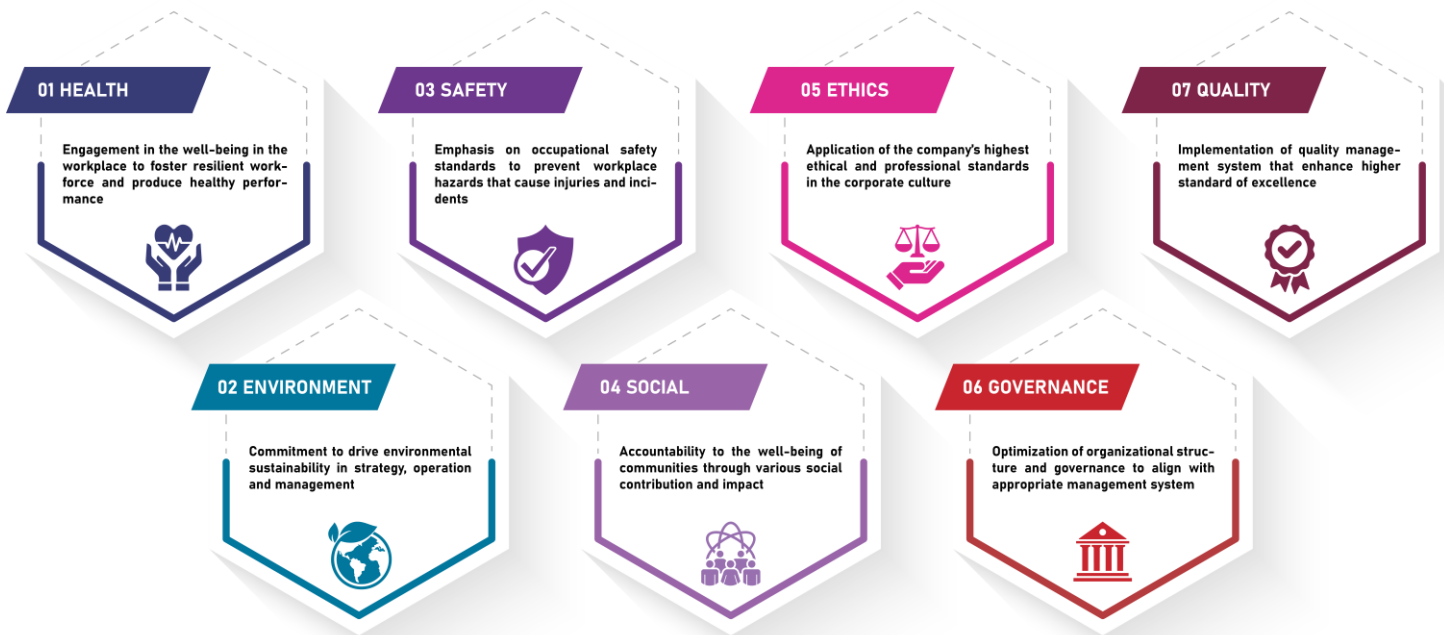 01 HEALTH
Engagement in the well-being in the
workplace to foster resilient work-
force and produce healthy perfor-
mance
02 ENVIRONMENT
Commitment to drive environmental
sustainability in strategy, operation
and management
03 SAFETY
Emphasis on occupational safety
standards to prevent workplace
hazards that cause injuries and inci-
dents
04 SOCIAL
Accountability to the well-being of
communities through various social
contribution and impact
05 ETHICS
Application of the company's highest
ethical and professional standards
in the corporate culture
06 GOVERNANCE
Optimization of organizational struc-
ture and governance to align with
appropriate management system
07 QUALITY
Implementation of quality manage-
ment system that enhance higher
standard of excellence